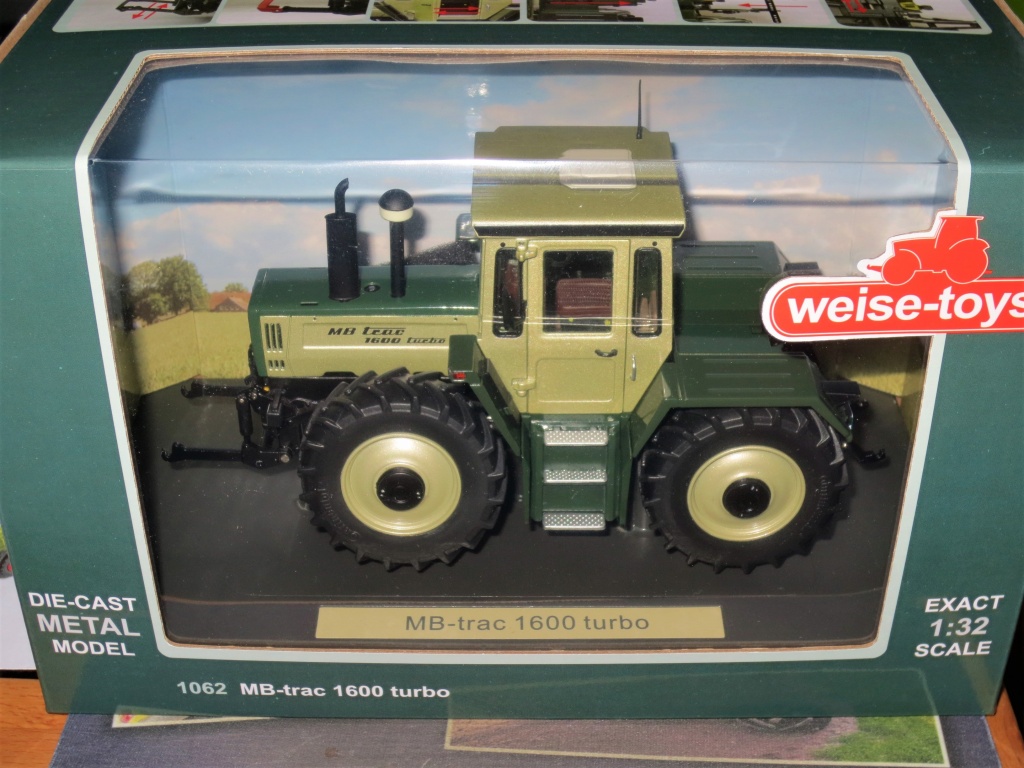 weise-toys
MB trac
1600 turbo
DIE-CAST
METAL
MODEL
EXACT
1:32
SCALE
MB-trac 1600 turbo
1062 MB-trac 1600 turbo